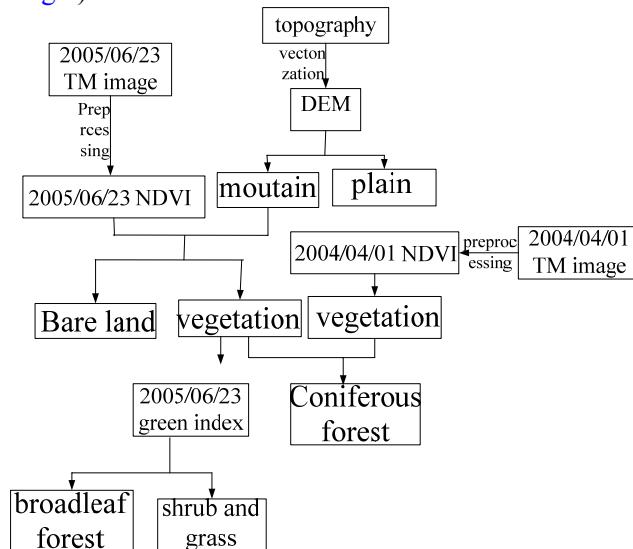 topography
2005/06/23
TM image
vecton
zation
DEM
Prep
rces
sing
moutain
plain
2005/06/23 NDVI
2004/04/01 NDVI
preproc
essing
2004/04/01
TM image
Bare land
vegetation
vegetation
2005/06/23
green index
Coniferous
forest
broadleaf
forest
shrub and
grass